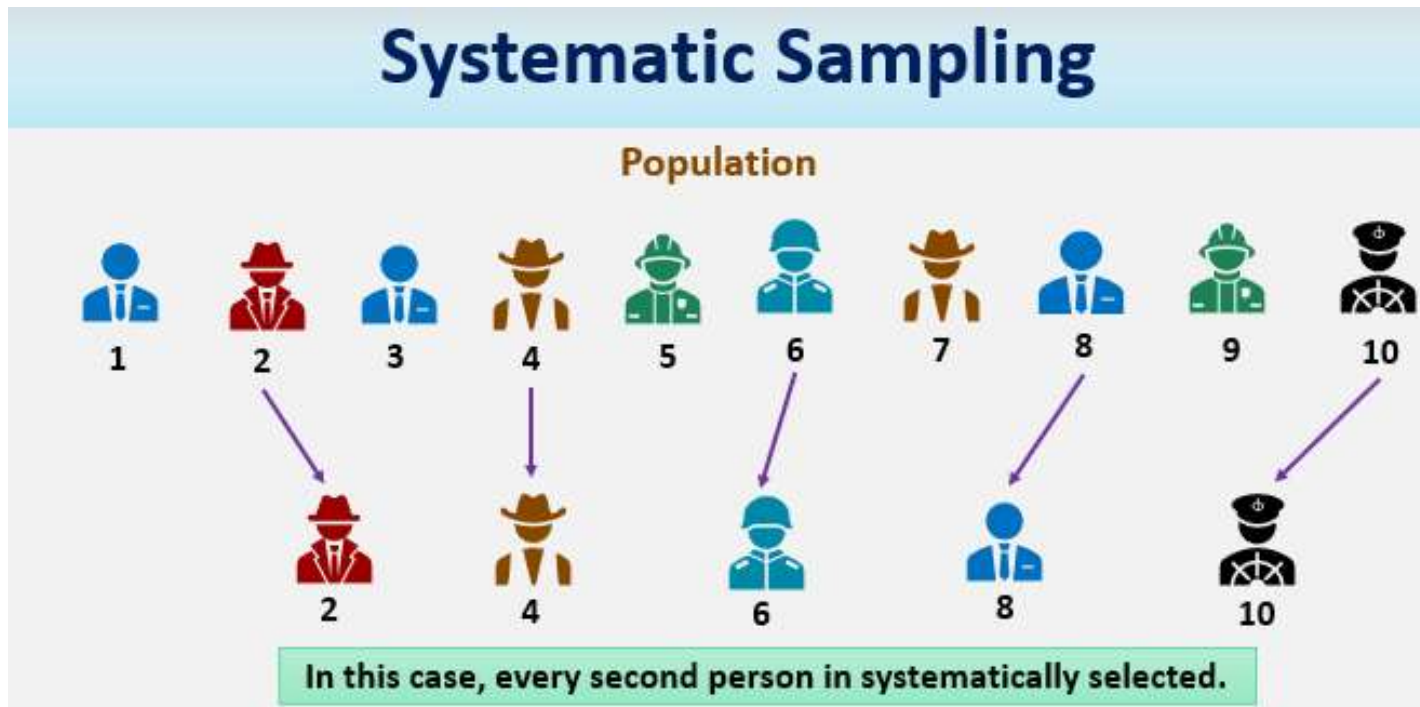 Systematic Sampling
Population
1 2 3 4 5 6 7 8 9 10
2 4 6 8 10
In this case, every second person in systematically selected.